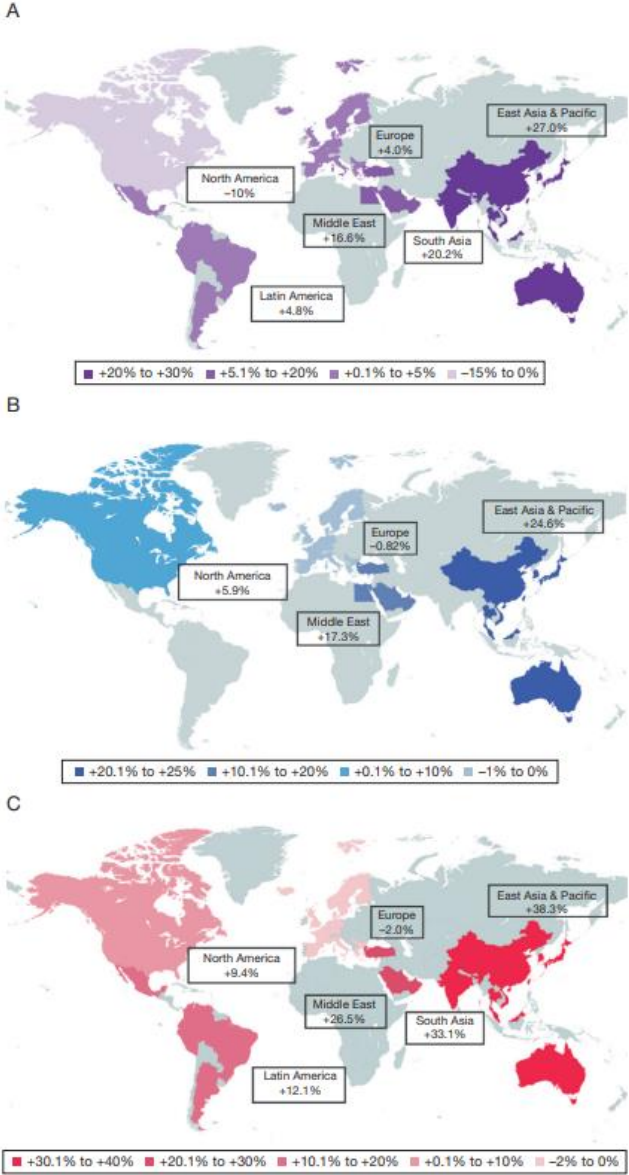 A
East Asia & Pacific
+27.0%
Europe
+4.0%
North America
−10%
Middle East
+16.6%
South Asia
+20.2%
Latin America
+4.8%
+20% to +30% +5.1% to +20% +0.1% to +5% −15% to 0%
B
East Asia & Pacific
+24.6%
Europe
−0.82%
North America
+5.9%
Middle East
+17.3%
+20.1% to +25% +10.1% to +20% +0.1% to +10% −1% to 0%
C
East Asia & Pacific
+38.3%
Europe
−2.0%
North America
+9.4%
Middle East
+26.5%
South Asia
+33.1%
Latin America
+12.1%
+30.1% to +40% +20.1% to +30% +10.1% to +20% +0.1% to +10% −2% to 0%